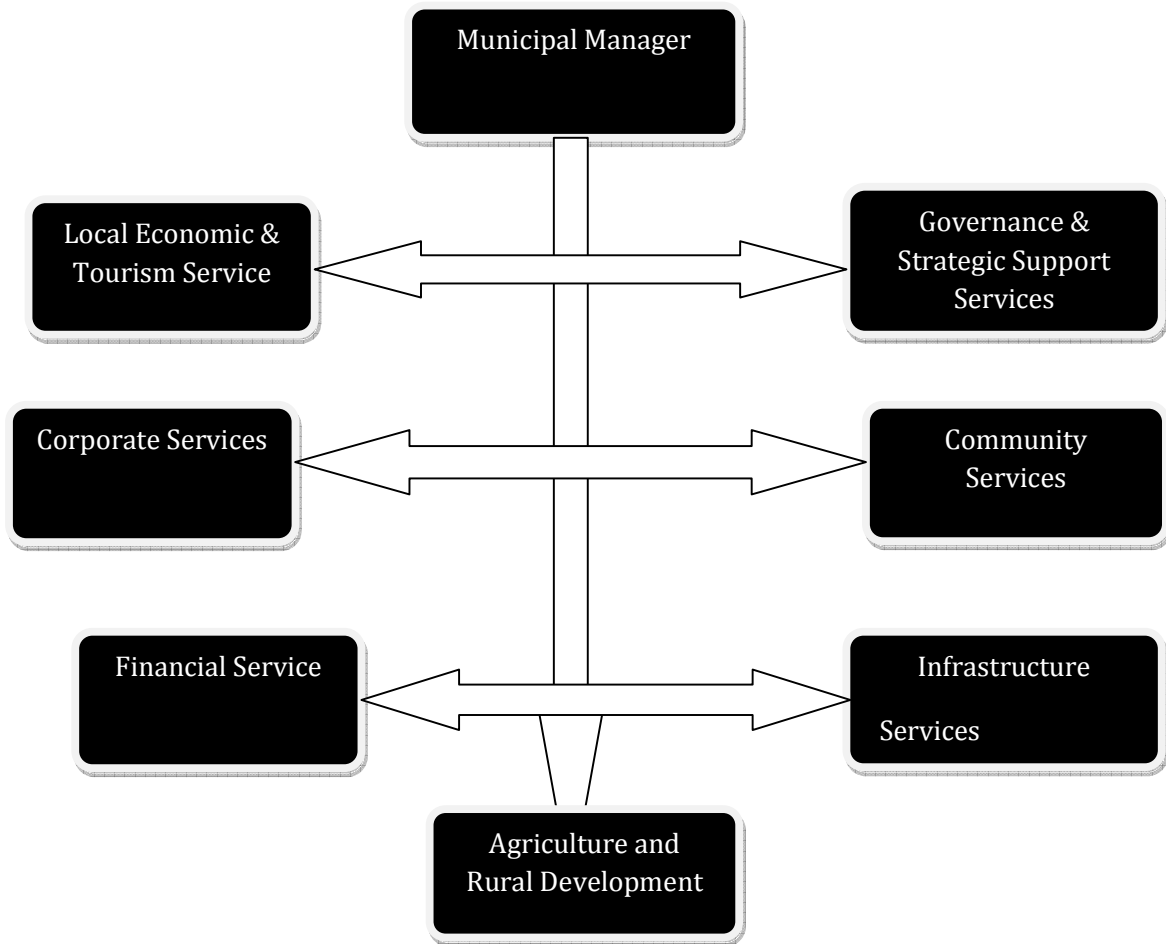 Municipal Manager
Local Economic &
Tourism Service
Governance &
Strategic Support
Services
Corporate Services
Community
Services
Financial Service
Infrastructure
Services
Agriculture and
Rural Development